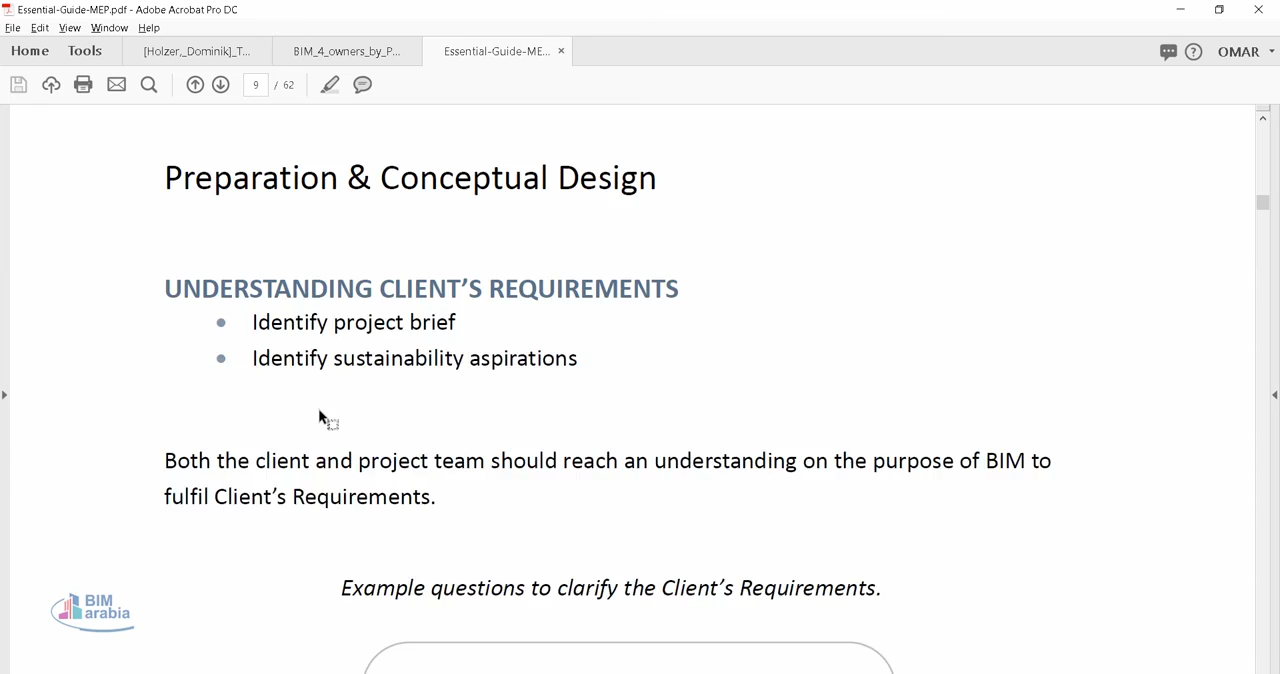 Essential-Guide-MEP.pdf - Adobe Acrobat Pro DC
File Edit View Window Help
Home Tools [Holzer,_Dominik]_T... BIM_4_owners_by_P... Essential-Guide-ME... ×
OMAR
9 / 62
Preparation & Conceptual Design
UNDERSTANDING CLIENT’S REQUIREMENTS
• Identify project brief
• Identify sustainability aspirations
Both the client and project team should reach an understanding on the purpose of BIM to
fulfil Client’s Requirements.
Example questions to clarify the Client’s Requirements.
BIM
arabia